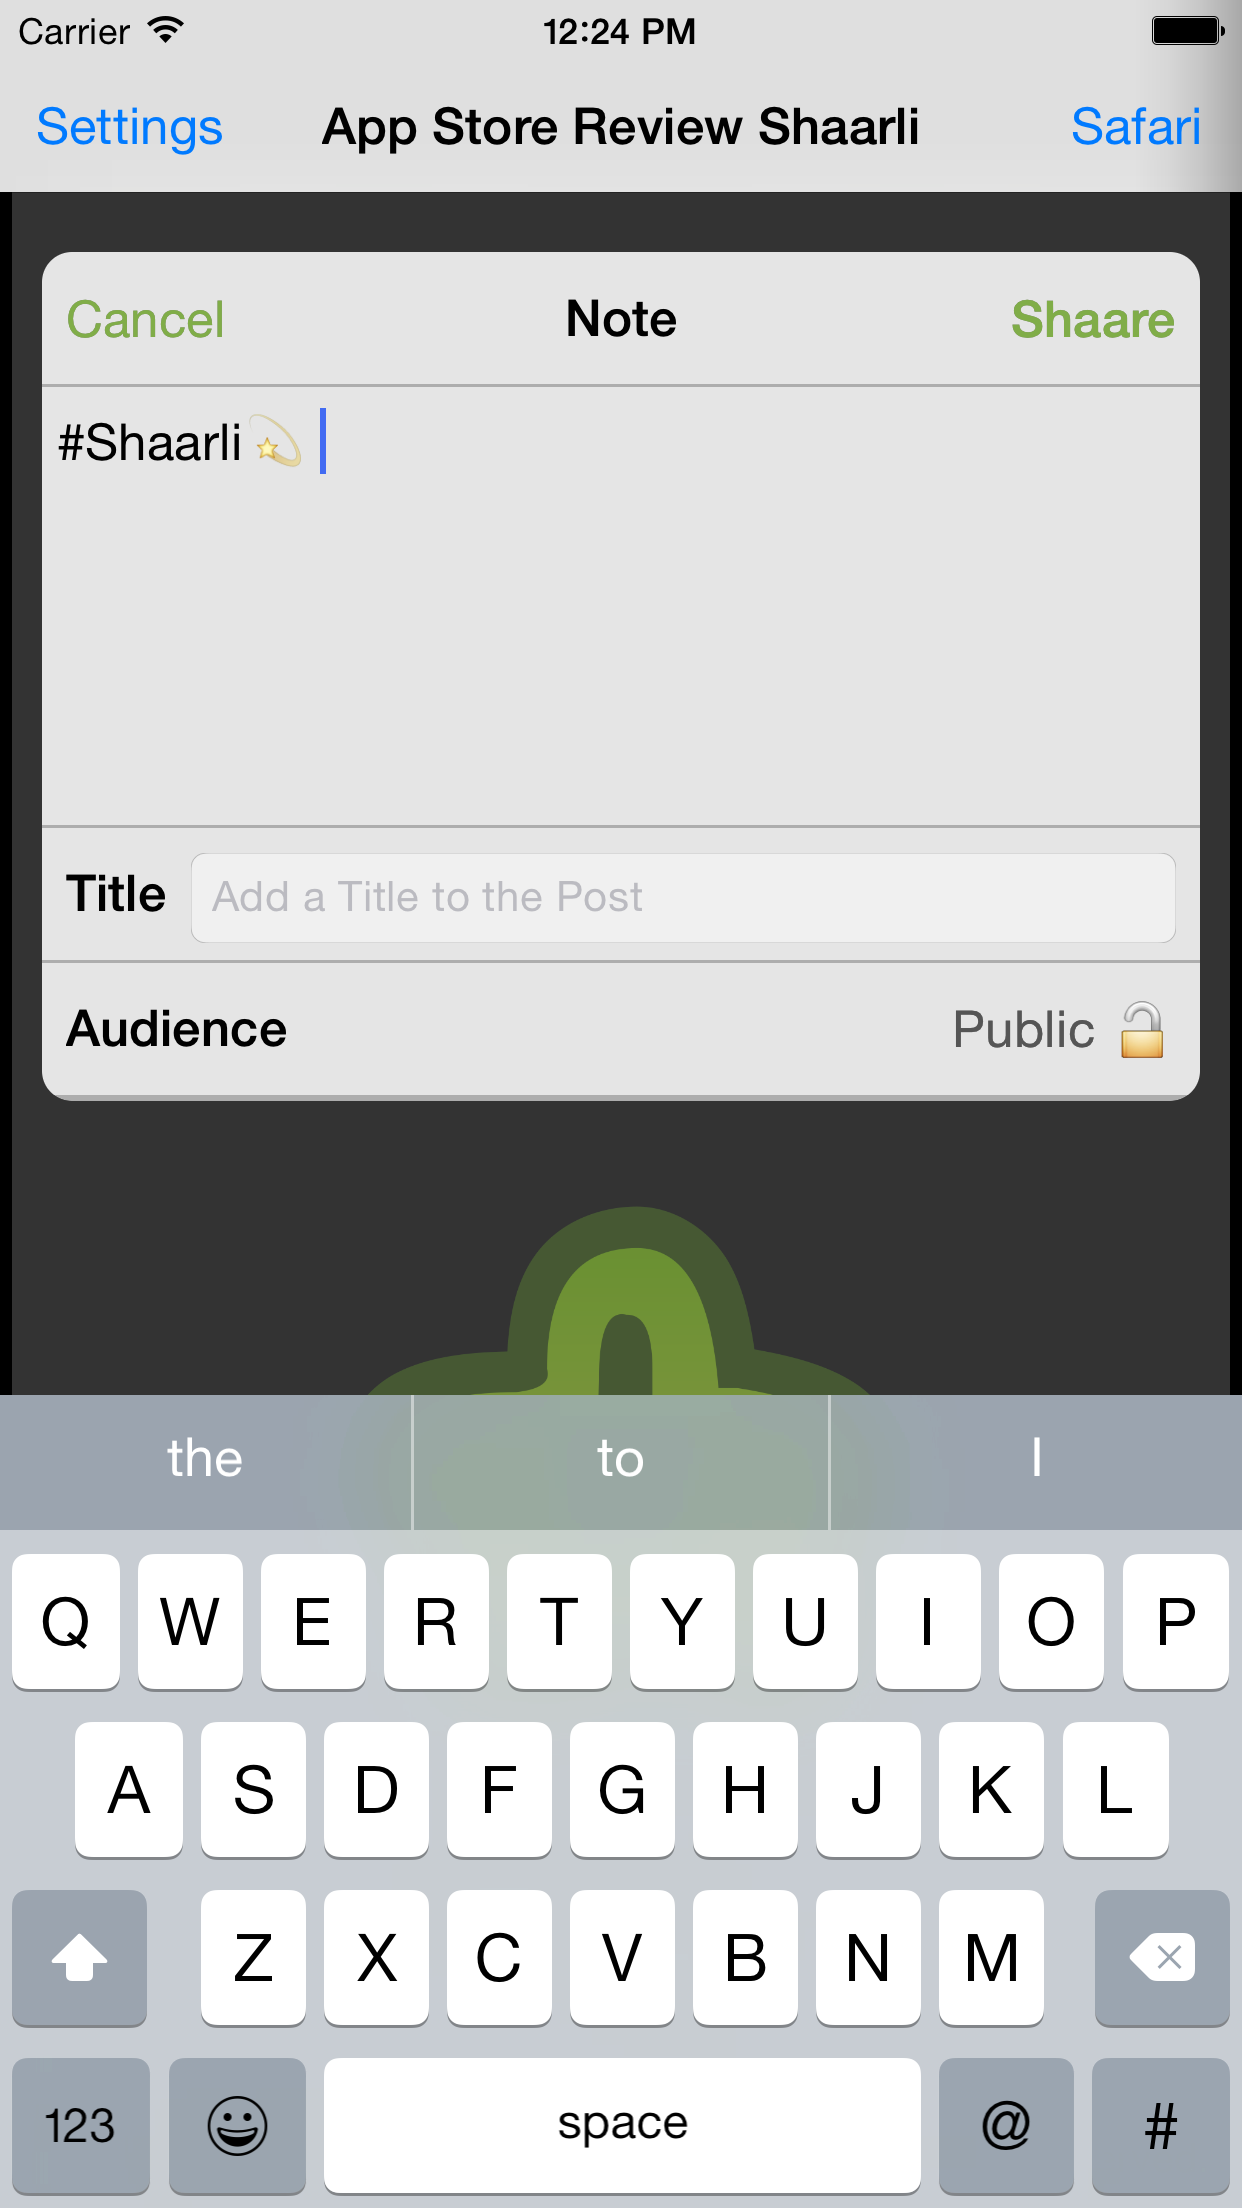 Carrier 12:24 PM
Settings App Store Review Shaarli Safari
Cancel Note Shaare
#Shaarli💫
Title Add a Title to the Post
Audience Public 🔓
the to I
Q W E R T Y U I O P
A S D F G H J K L
Z X C V B N M
123 space @ #